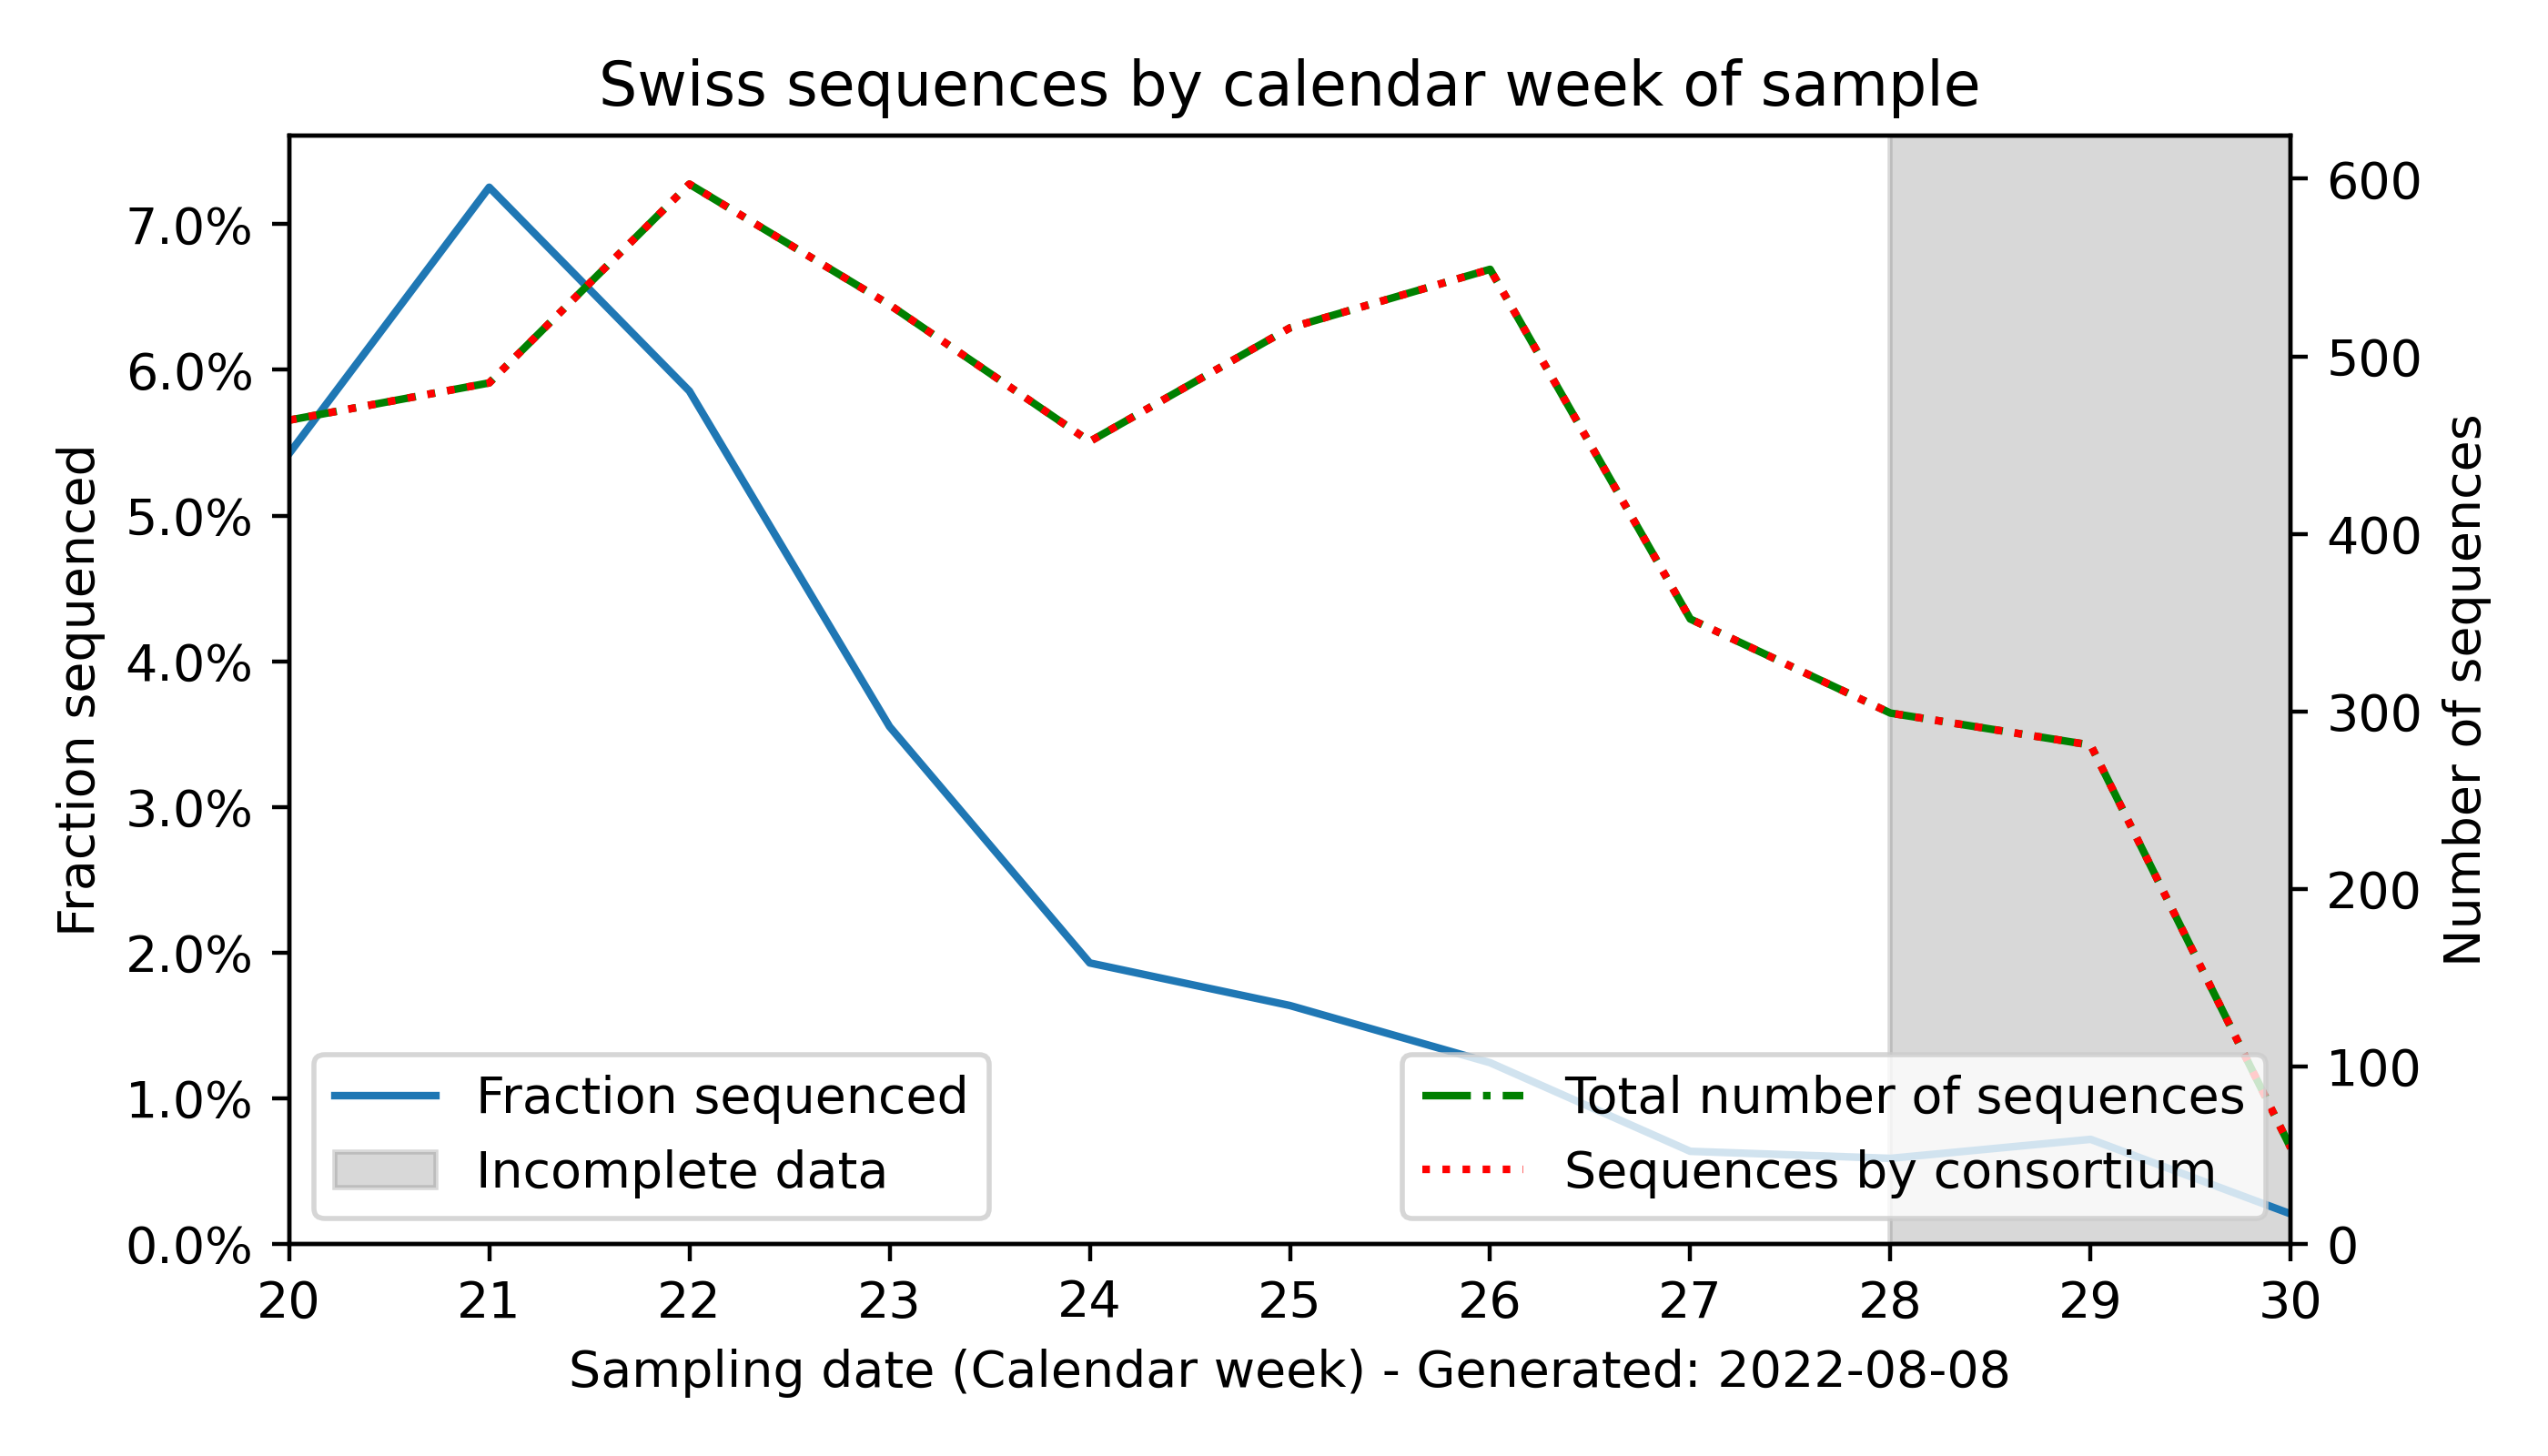 Swiss sequences by calendar week of sample
7.0%
6.0%
5.0%
4.0%
3.0%
2.0%
1.0%
0.0%
Fraction sequenced
600
500
400
300
200
100
0
Number of sequences
Fraction sequenced
Incomplete data
Total number of sequences
Sequences by consortium
20 21 22 23 24 25 26 27 28 29 30
Sampling date (Calendar week) - Generated: 2022-08-08